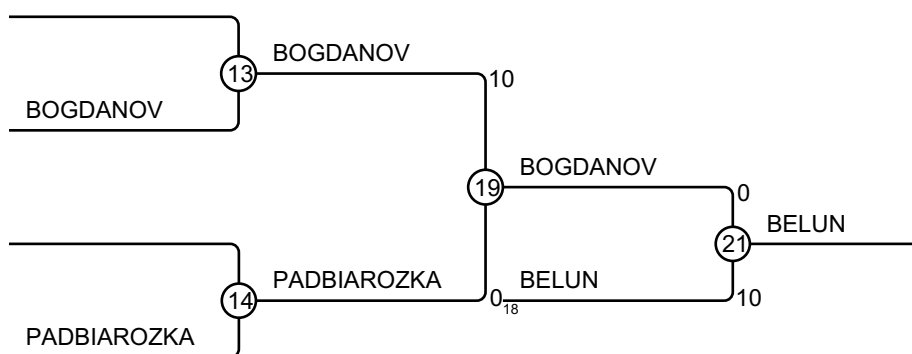 BOGDANOV
13
10
BOGDANOV
BOGDANOV
19
0
BELUN
21
PADBIAROZKA
0
18
BELUN
10
14
PADBIAROZKA